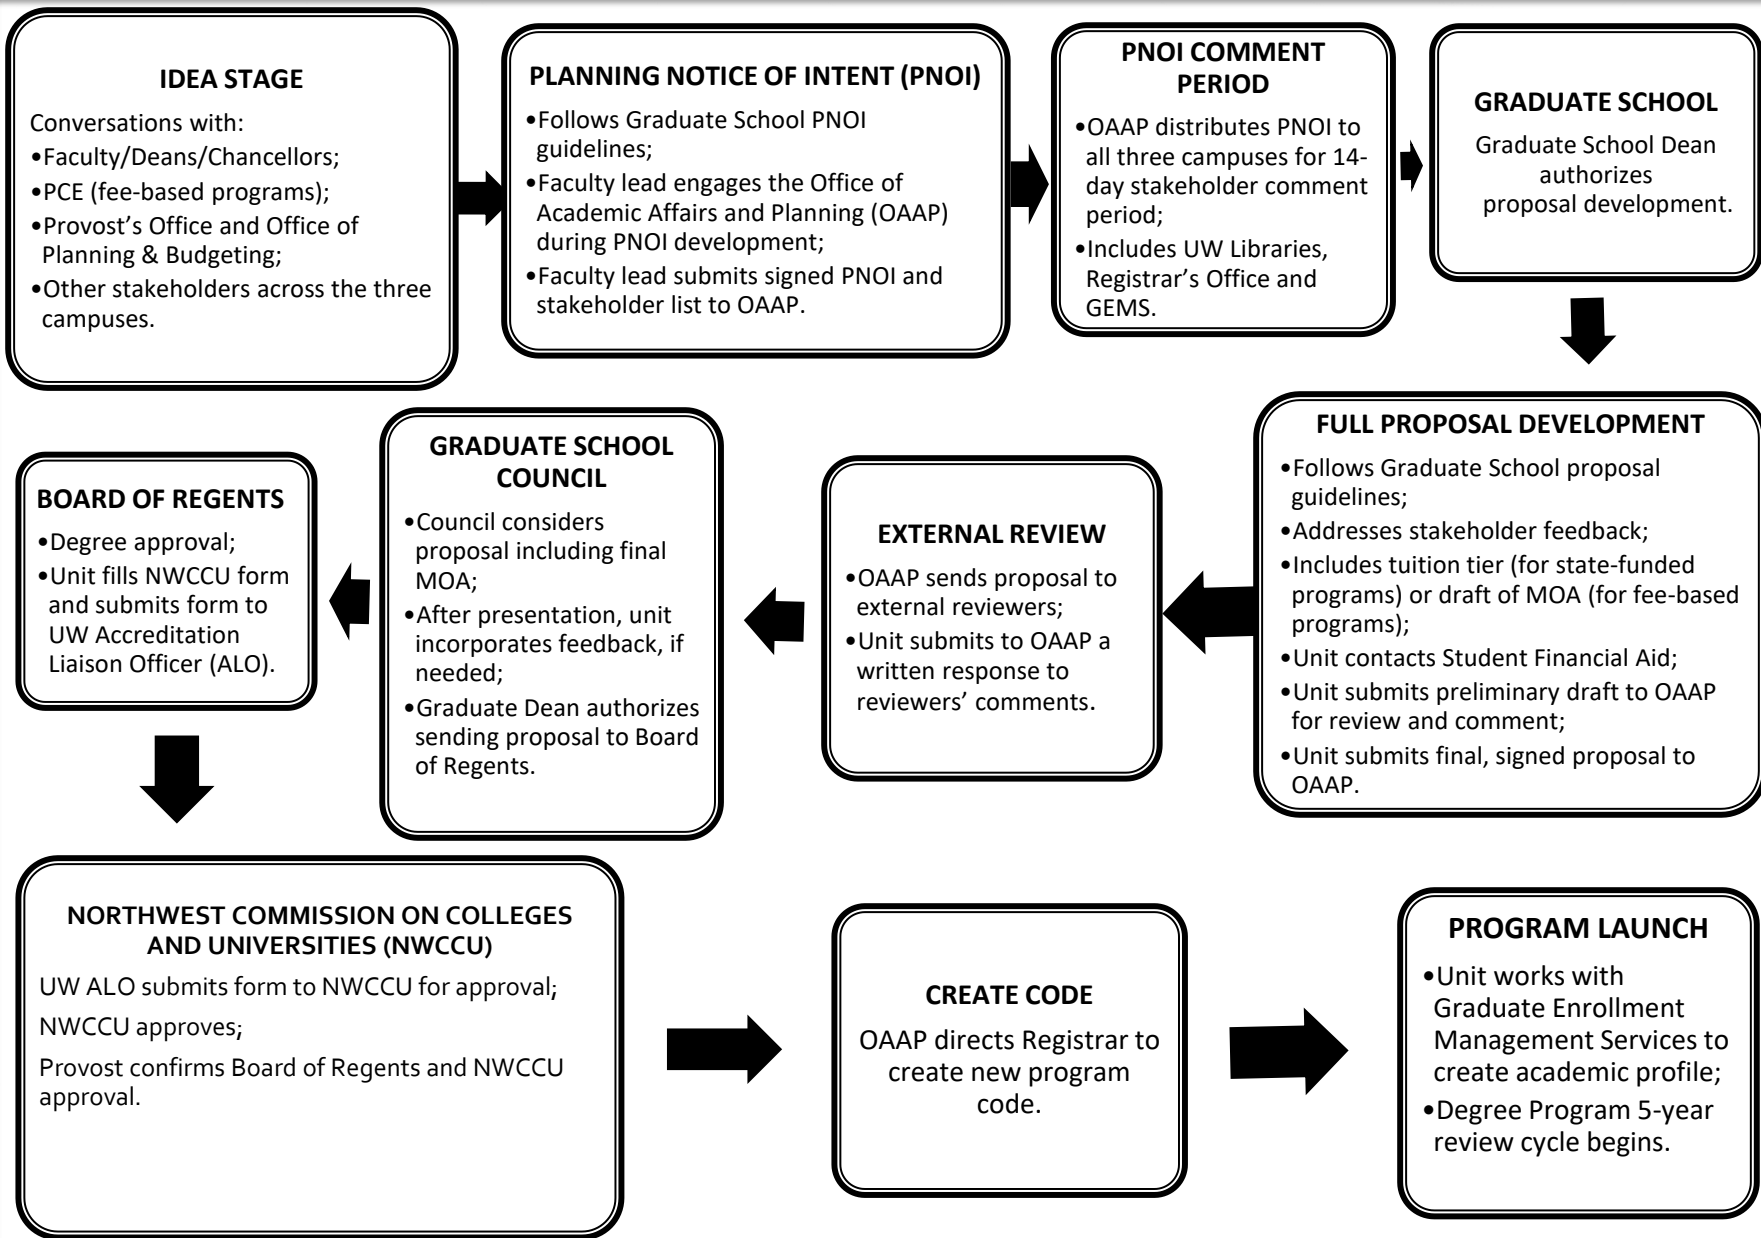 IDEA STAGE
Conversations with:
•Faculty/Deans/Chancellors;
•PCE (fee-based programs);
•Provost’s Office and Office of
Planning & Budgeting;
•Other stakeholders across the three
campuses.
PLANNING NOTICE OF INTENT (PNOI)
•Follows Graduate School PNOI
guidelines;
•Faculty lead engages the Office of
Academic Affairs and Planning (OAAP)
during PNOI development;
•Faculty lead submits signed PNOI and
stakeholder list to OAAP.
PNOI COMMENT
PERIOD
•OAAP distributes PNOI to
all three campuses for 14-
day stakeholder comment
period;
•Includes UW Libraries,
Registrar’s Office and
GEMS.
GRADUATE SCHOOL
Graduate School Dean
authorizes
proposal development.
FULL PROPOSAL DEVELOPMENT
•Follows Graduate School proposal
guidelines;
•Addresses stakeholder feedback;
•Includes tuition tier (for state-funded
programs) or draft of MOA (for fee-based
programs);
•Unit contacts Student Financial Aid;
•Unit submits preliminary draft to OAAP
for review and comment;
•Unit submits final, signed proposal to
OAAP.
EXTERNAL REVIEW
•OAAP sends proposal to
external reviewers;
•Unit submits to OAAP a
written response to
reviewers’ comments.
GRADUATE SCHOOL
COUNCIL
•Council considers
proposal including final
MOA;
•After presentation, unit
incorporates feedback, if
needed;
•Graduate Dean authorizes
sending proposal to Board
of Regents.
BOARD OF REGENTS
•Degree approval;
•Unit fills NWCCU form
and submits form to
UW Accreditation
Liaison Officer (ALO).
NORTHWEST COMMISSION ON COLLEGES
AND UNIVERSITIES (NWCCU)
UW ALO submits form to NWCCU for approval;
NWCCU approves;
Provost confirms Board of Regents and NWCCU
approval.
CREATE CODE
OAAP directs Registrar to
create new program
code.
PROGRAM LAUNCH
•Unit works with
Graduate Enrollment
Management Services to
create academic profile;
•Degree Program 5-year
review cycle begins.